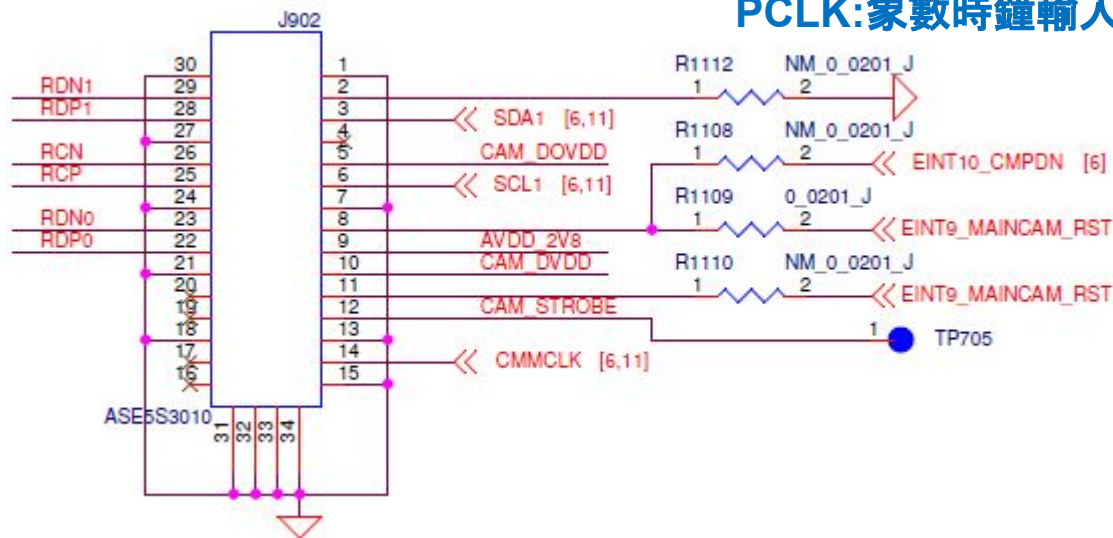 PCLK:象數時鐘輸入
J902
30 1
RDN1 29 2
RDP1 28 3 SDA1 [6,11]
27 4
RCN 26 5 CAM_DOVDD
RCP 25 6 SCL1 [6,11]
24 7
RDN0 23 8
RDP0 22 9 AVDD_2V8
21 10 CAM_DVDD
20 11
19 12 CAM_STROBE
18 13
17 14 CMMCLK [6,11]
16 15
ASE5S3010
31 32 33 34
R1112 NM_0_0201_J
1 2
R1108 NM_0_0201_J
1 2 EINT10_CMPDN [6]
R1109 0_0201_J
1 2 EINT9_MAINCAM_RST
R1110 NM_0_0201_J
1 2 EINT9_MAINCAM_RST
1 TP705